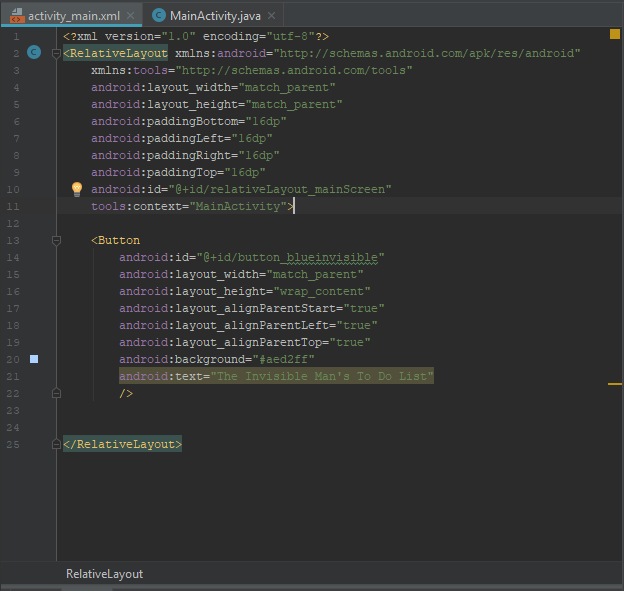 activity_main.xml MainActivity.java
1 <?xml version="1.0" encoding="utf-8"?>
2 <RelativeLayout xmlns:android="http://schemas.android.com/apk/res/android"
3 xmlns:tools="http://schemas.android.com/tools"
4 android:layout_width="match_parent"
5 android:layout_height="match_parent"
6 android:paddingBottom="16dp"
7 android:paddingLeft="16dp"
8 android:paddingRight="16dp"
9 android:paddingTop="16dp"
10 android:id="@+id/relativeLayout_mainScreen"
11 tools:context="MainActivity">
12
13 <Button
14 android:id="@+id/button_blueinvisible"
15 android:layout_width="match_parent"
16 android:layout_height="wrap_content"
17 android:layout_alignParentStart="true"
18 android:layout_alignParentLeft="true"
19 android:layout_alignParentTop="true"
20 android:background="#aed2ff"
21 android:text="The Invisible Man's To Do List"
22 />
23
24
25 </RelativeLayout>
RelativeLayout